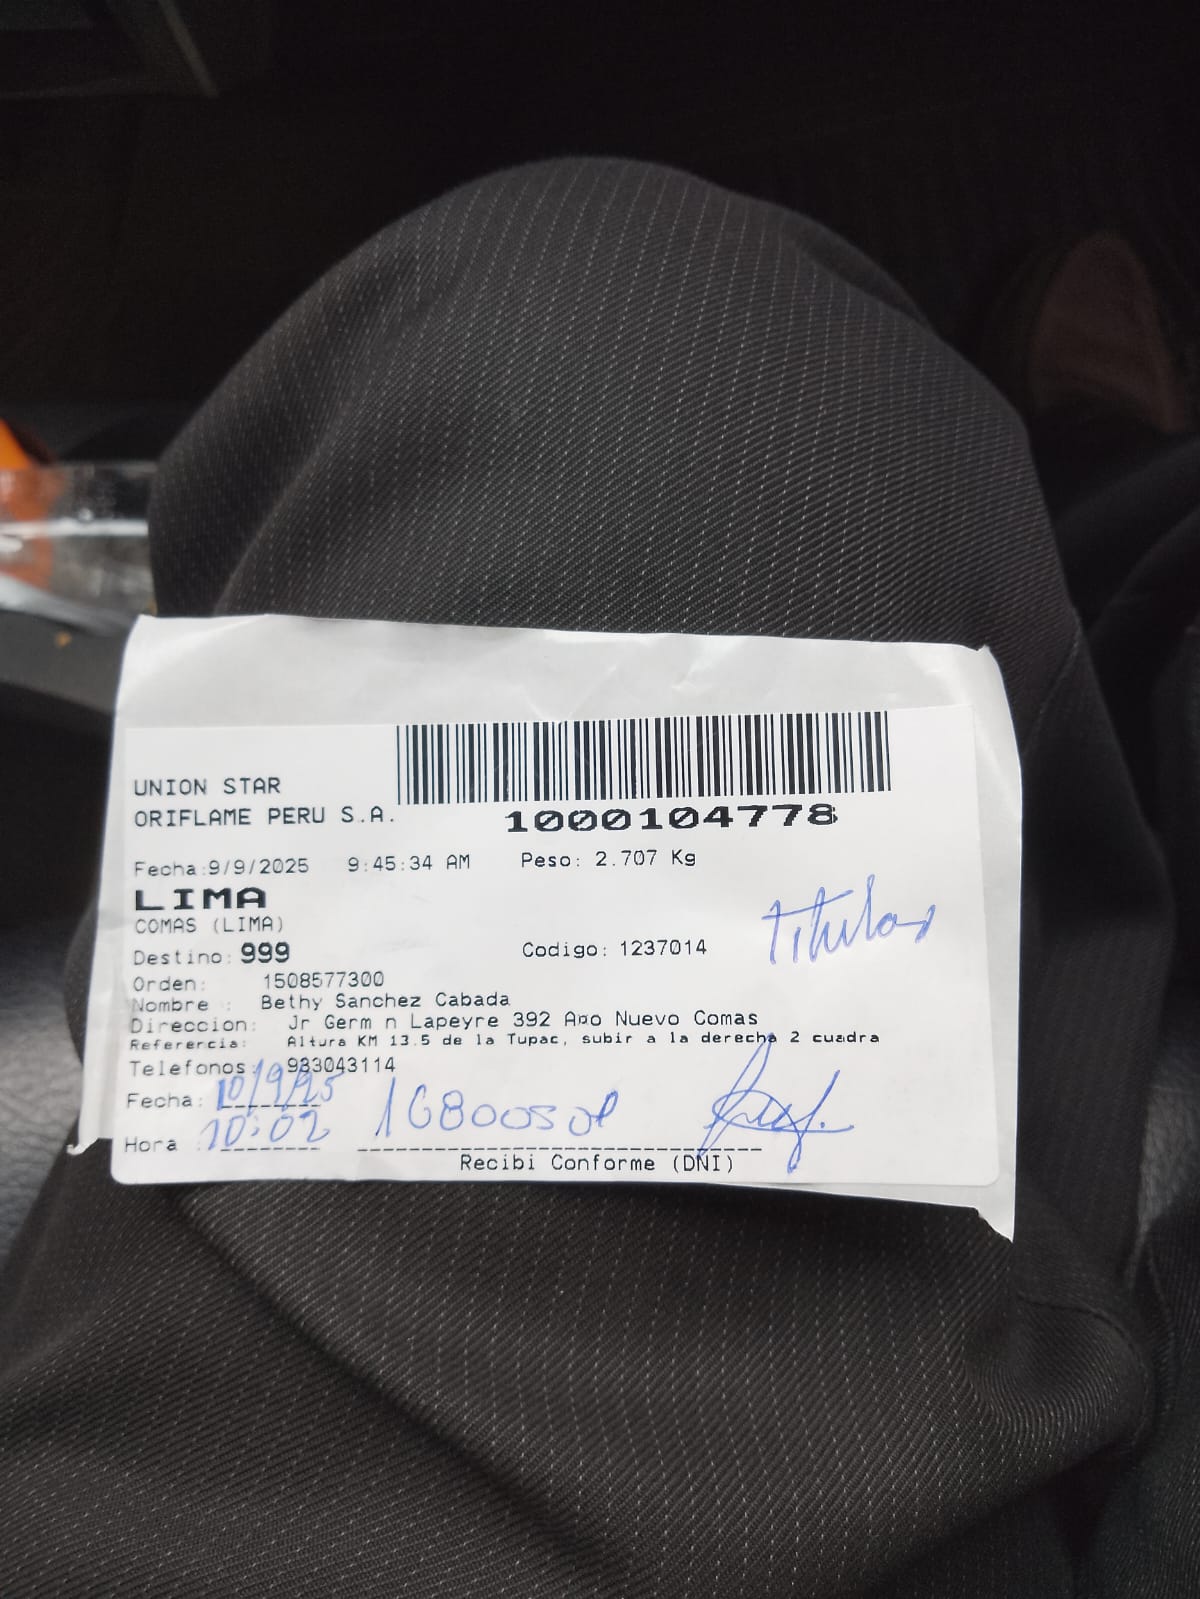 UNION STAR
ORIFLAME PERU S.A.
1000104778
Fecha:9/9/2025 9:45:34 AM Peso: 2.707 Kg
LIMA
COMAS (LIMA)
Titular
Destino: 999 Codigo: 1237014
Orden: 1508577300
Nombre : Bethy Sanchez Cabada
Direccion: Jr Germ n Lapeyre 392 A¤o Nuevo Comas
Referercia: Altura KM 13.5 de la Tupac, subir a la derecha 2 cuadra
Telefonos: 933043114
Fecha: 10/9/25
Hora : 10:02
Recibi Conforme (DNI)